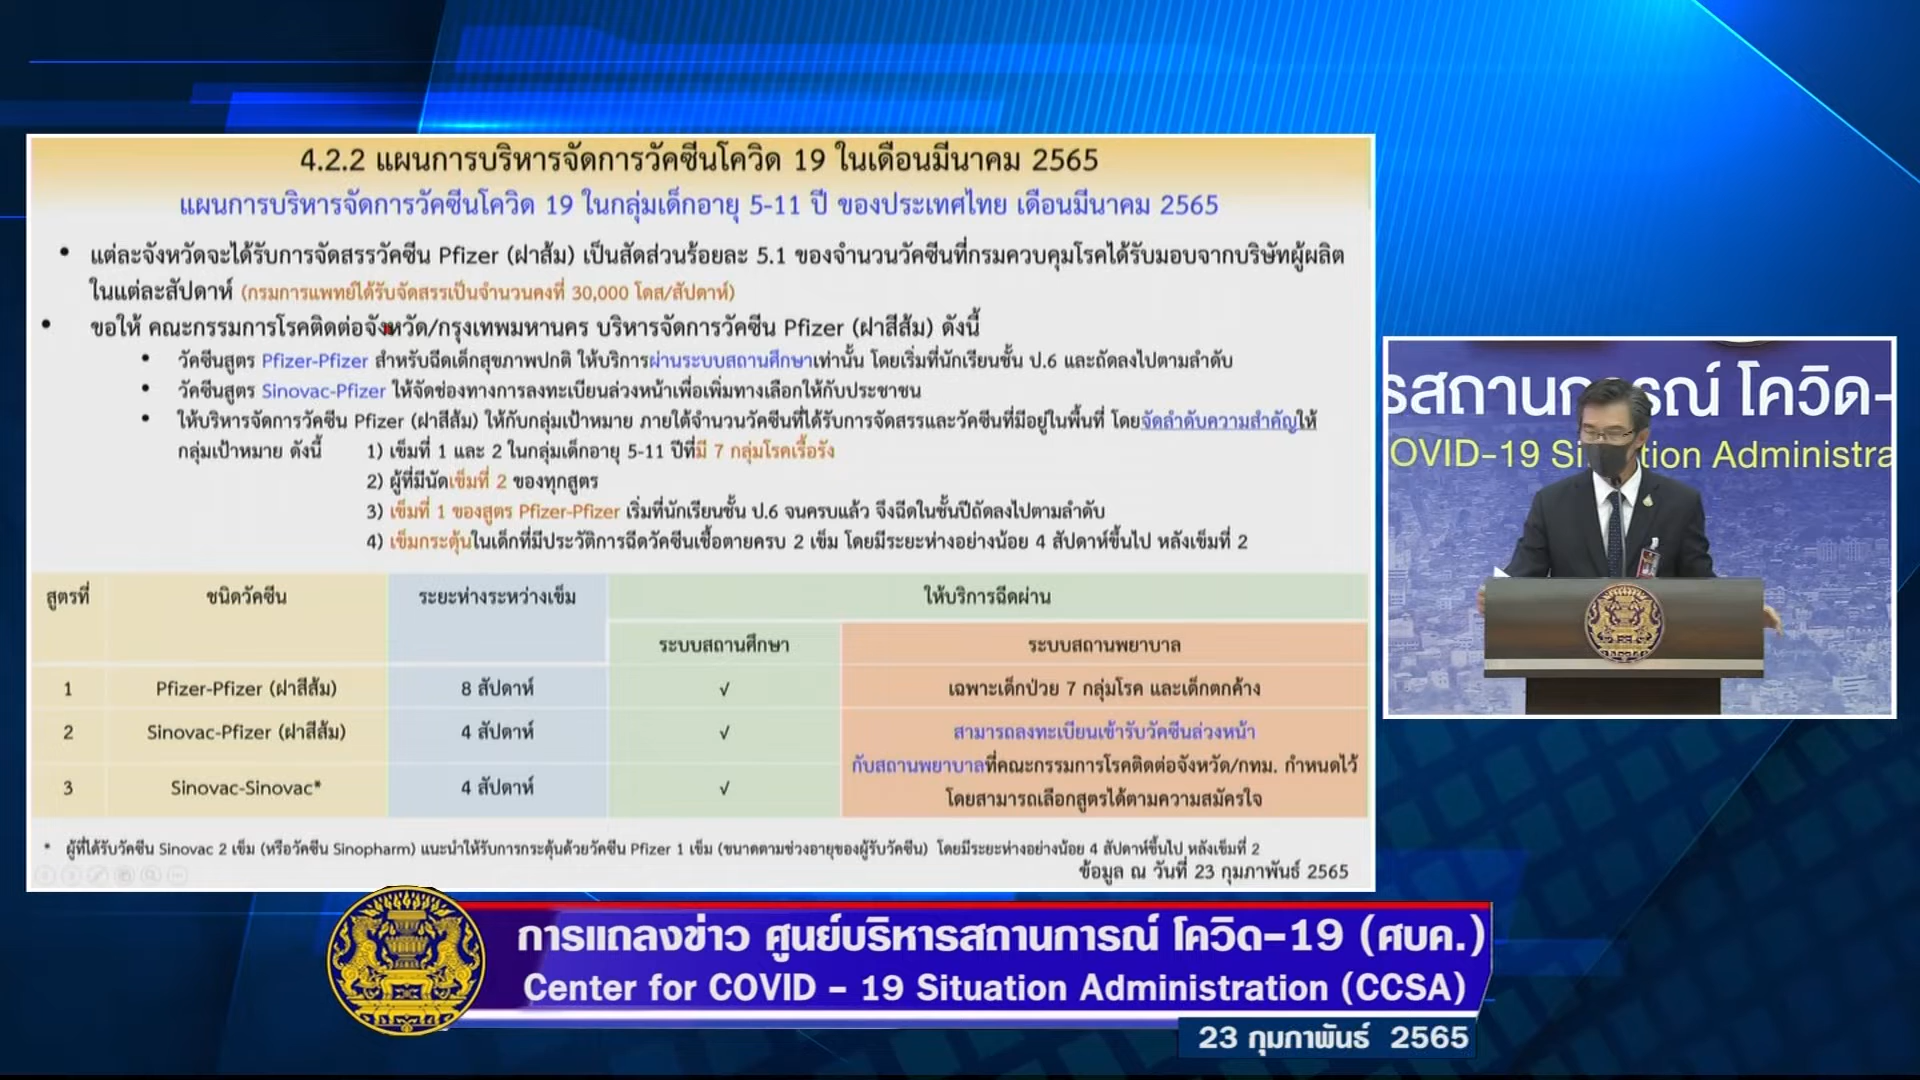 4.2.2 แผนการบริหารจัดการวัคซีนโควิด 19 ในเดือนมีนาคม 2565
แผนการบริหารจัดการวัคซีนโควิด 19 ในกลุ่มเด็กอายุ 5-11 ปี ของประเทศไทย เดือนมีนาคม 2565
• แต่ละจังหวัดจะได้รับการจัดสรรวัคซีน Pfizer (ฝาส้ม) เป็นสัดส่วนร้อยละ 5.1 ของจำนวนวัคซีนที่กรมควบคุมโรคได้รับมอบจากบริษัทผู้ผลิต
ในแต่ละสัปดาห์ (กรมการแพทย์ได้รับจัดสรรเป็นจำนวนคงที่ 30,000 โดส/สัปดาห์)
• ขอให้ คณะกรรมการโรคติดต่อจังหวัด/กรุงเทพมหานคร บริหารจัดการวัคซีน Pfizer (ฝาสีส้ม) ดังนี้
• วัคซีนสูตร Pfizer-Pfizer สำหรับฉีดเด็กสุขภาพปกติ ให้บริการผ่านระบบสถานศึกษาเท่านั้น โดยเริ่มที่นักเรียนชั้น ป.6 และถัดลงไปตามลำดับ
• วัคซีนสูตร Sinovac-Pfizer ให้จัดช่องทางการลงทะเบียนล่วงหน้าเพื่อเพิ่มทางเลือกให้กับประชาชน
• ให้บริหารจัดการวัคซีน Pfizer (ฝาสีส้ม) ให้กับกลุ่มเป้าหมาย ภายใต้จำนวนวัคซีนที่ได้รับการจัดสรรและวัคซีนที่มีอยู่ในพื้นที่ โดยจัดลำดับความสำคัญให้
กลุ่มเป้าหมาย ดังนี้ 1) เข็มที่ 1 และ 2 ในกลุ่มเด็กอายุ 5-11 ปีที่มี 7 กลุ่มโรคเรื้อรัง
2) ผู้ที่มีนัดเข็มที่ 2 ของทุกสูตร
3) เข็มที่ 1 ของสูตร Pfizer-Pfizer เริ่มที่นักเรียนชั้น ป.6 จนครบแล้ว จึงฉีดในชั้นปีถัดลงไปตามลำดับ
4) เข็มกระตุ้นในเด็กที่มีประวัติการฉีดวัคซีนเชื้อตายครบ 2 เข็ม โดยมีระยะห่างอย่างน้อย 4 สัปดาห์ขึ้นไป หลังเข็มที่ 2
สูตรที่ ชนิดวัคซีน ระยะห่างระหว่างเข็ม ให้บริการฉีดผ่าน
ระบบสถานศึกษา ระบบสถานพยาบาล
1 Pfizer-Pfizer (ฝาสีส้ม) 8 สัปดาห์ √ เฉพาะเด็กป่วย 7 กลุ่มโรค และเด็กตกค้าง
2 Sinovac-Pfizer (ฝาสีส้ม) 4 สัปดาห์ √ สามารถลงทะเบียนเข้ารับวัคซีนล่วงหน้า
กับสถานพยาบาลที่คณะกรรมการโรคติดต่อจังหวัด/กทม. กำหนดไว้
3 Sinovac-Sinovac* 4 สัปดาห์ √ โดยสามารถเลือกสูตรได้ตามความสมัครใจ
* ผู้ที่ได้รับวัคซีน Sinovac 2 เข็ม (หรือวัคซีน Sinopharm) แนะนำให้รับการกระตุ้นด้วยวัคซีน Pfizer 1 เข็ม (ขนาดตามช่วงอายุของผู้รับวัคซีน) โดยมีระยะห่างอย่างน้อย 4 สัปดาห์ขึ้นไป หลังเข็มที่ 2
ข้อมูล ณ วันที่ 23 กุมภาพันธ์ 2565
รสถานการณ์ โควิด-
OVID-19 Situation Administra
การแถลงข่าว ศูนย์บริหารสถานการณ์ โควิด-19 (ศบค.)
Center for COVID - 19 Situation Administration (CCSA)
23 กุมภาพันธ์ 2565